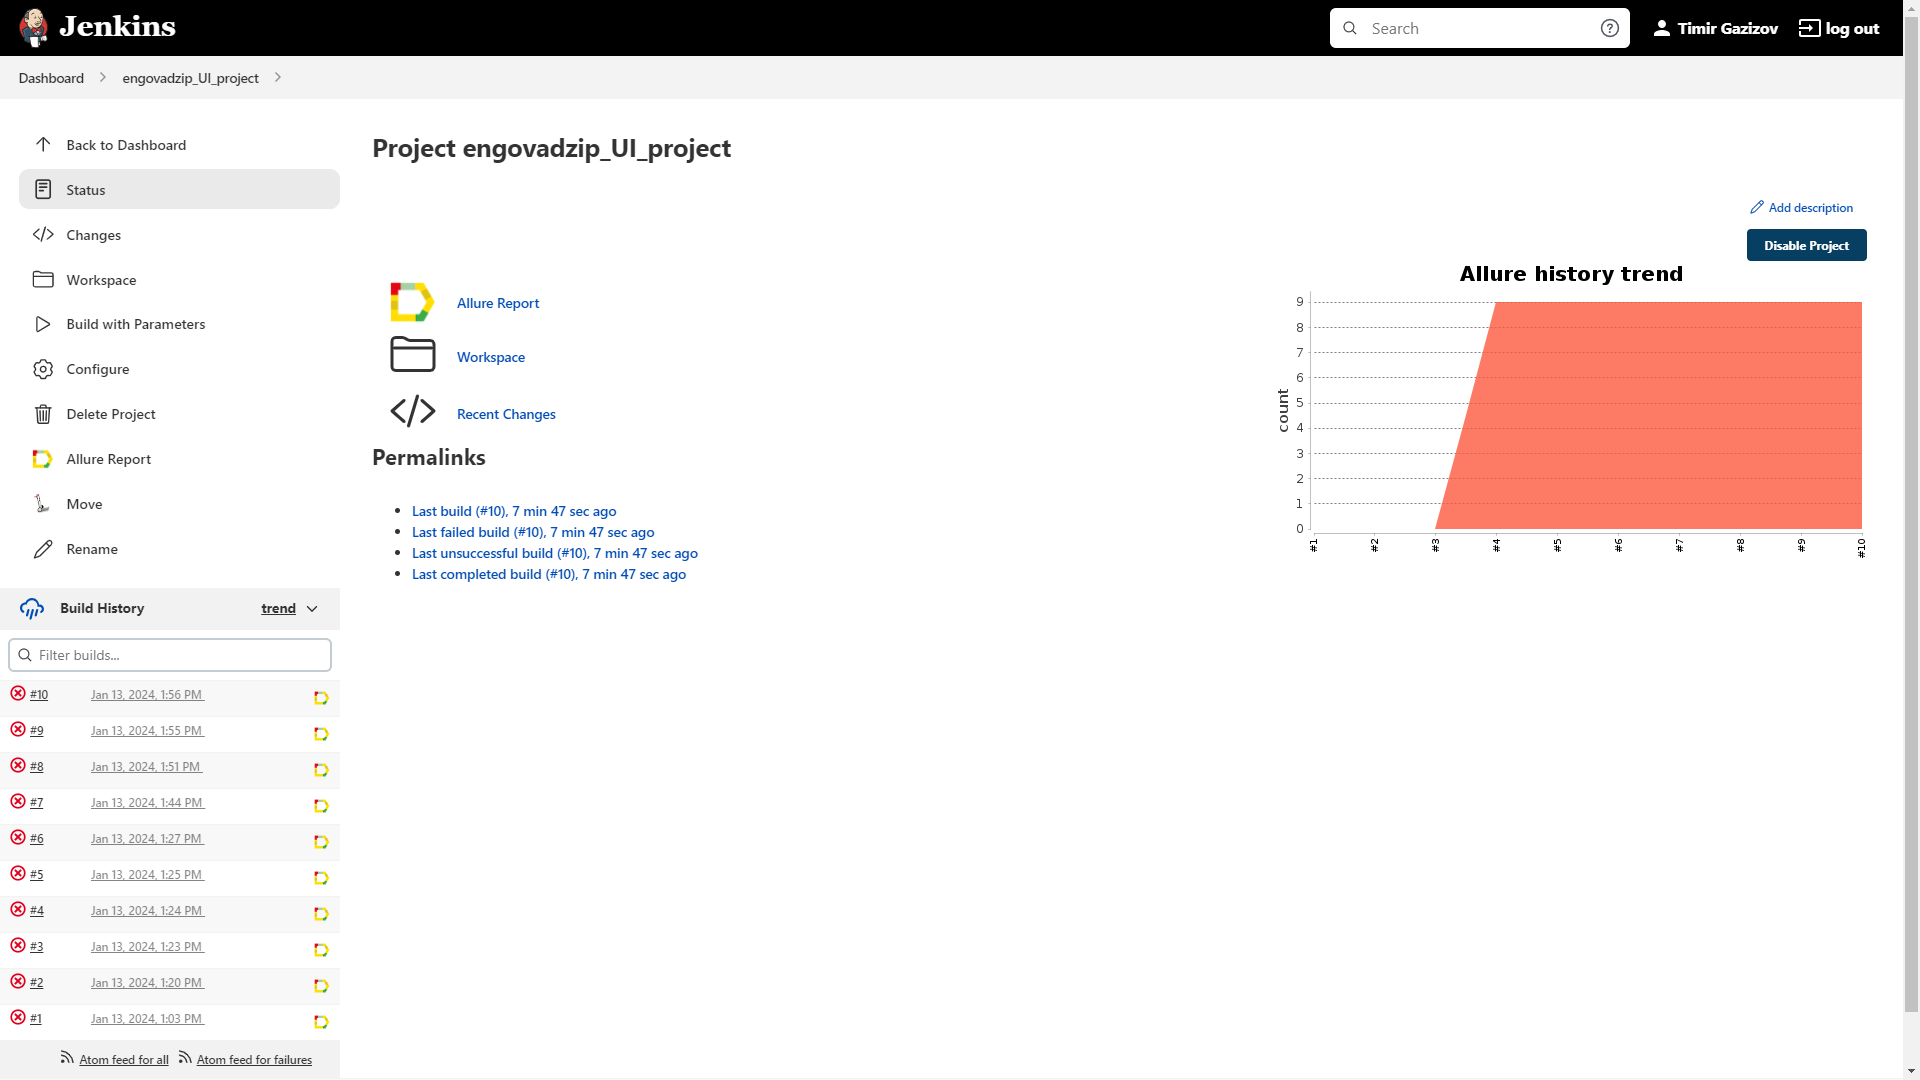 Jenkins
Search
Timir Gazizov
log out
Dashboard
engovadzip_UI_project
Back to Dashboard
Status
Changes
Workspace
Build with Parameters
Configure
Delete Project
Allure Report
Move
Rename
Build History
trend
Filter builds...
#10 Jan 13, 2024, 1:56 PM
#9 Jan 13, 2024, 1:55 PM
#8 Jan 13, 2024, 1:51 PM
#7 Jan 13, 2024, 1:44 PM
#6 Jan 13, 2024, 1:27 PM
#5 Jan 13, 2024, 1:25 PM
#4 Jan 13, 2024, 1:24 PM
#3 Jan 13, 2024, 1:23 PM
#2 Jan 13, 2024, 1:20 PM
#1 Jan 13, 2024, 1:03 PM
Atom feed for all
Atom feed for failures
Project engovadzip_UI_project
Add description
Disable Project
Allure Report
Workspace
Recent Changes
Permalinks
Last build (#10), 7 min 47 sec ago
Last failed build (#10), 7 min 47 sec ago
Last unsuccessful build (#10), 7 min 47 sec ago
Last completed build (#10), 7 min 47 sec ago
Allure history trend
count
9
8
7
6
5
4
3
2
1
0
#1 #2 #3 #4 #5 #6 #7 #8 #9 #10